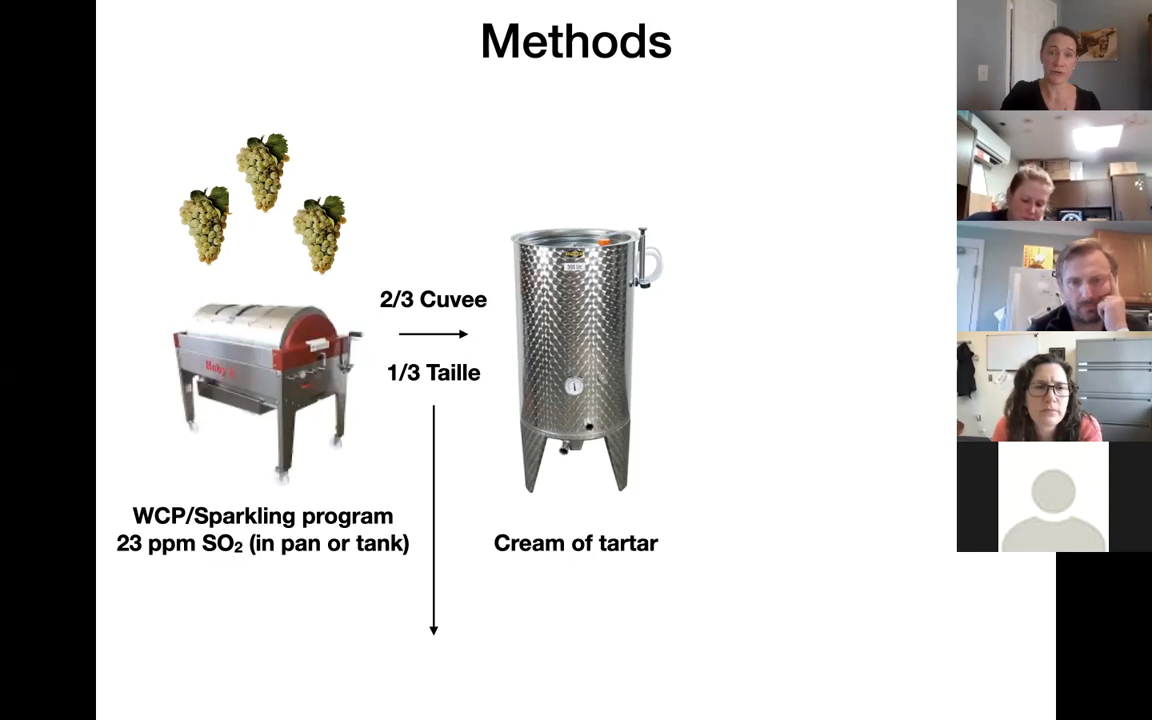 Methods
2/3 Cuvee
1/3 Taille
WCP/Sparkling program
23 ppm SO₂ (in pan or tank)
Cream of tartar